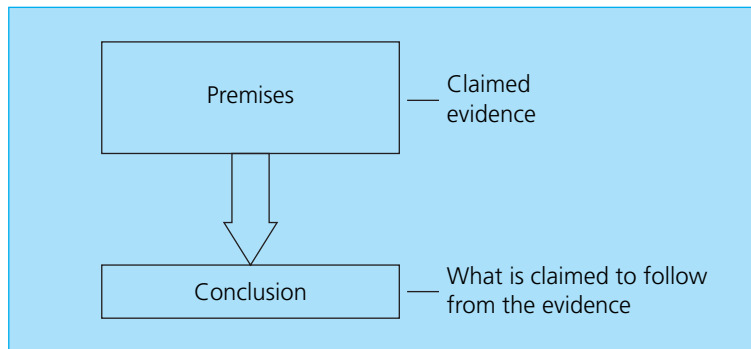 Premises
Claimed
evidence
Conclusion
What is claimed to follow
from the evidence